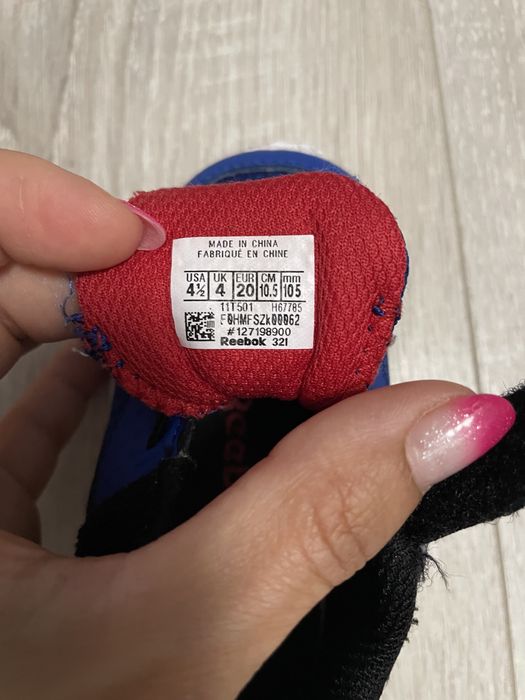 MADE IN CHINA
FABRIQUÉ EN CHINE
USA UK EUR CM mm
4½ 4 20 10.5 105
11T501 H67785
#127198900
Reebok 321
Reeb